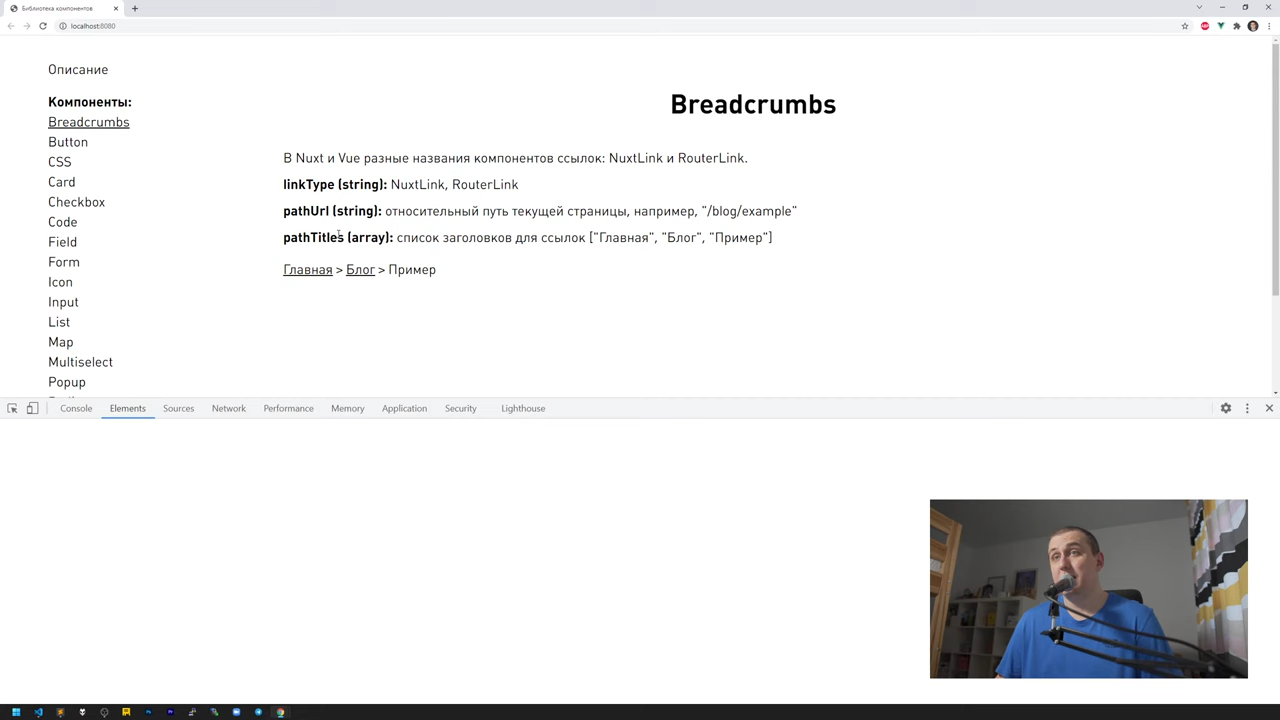 Библиотека компонентов
localhost:8080
Описание
Компоненты:
Breadcrumbs
Button
CSS
Card
Checkbox
Code
Field
Form
Icon
Input
List
Map
Multiselect
Popup
Breadcrumbs
В Nuxt и Vue разные названия компонентов ссылок: NuxtLink и RouterLink.
linkType (string): NuxtLink, RouterLink
pathUrl (string): относительный путь текущей страницы, например, "/blog/example"
pathTitles (array): список заголовков для ссылок ["Главная", "Блог", "Пример"]
Главная > Блог > Пример
Console Elements Sources Network Performance Memory Application Security Lighthouse